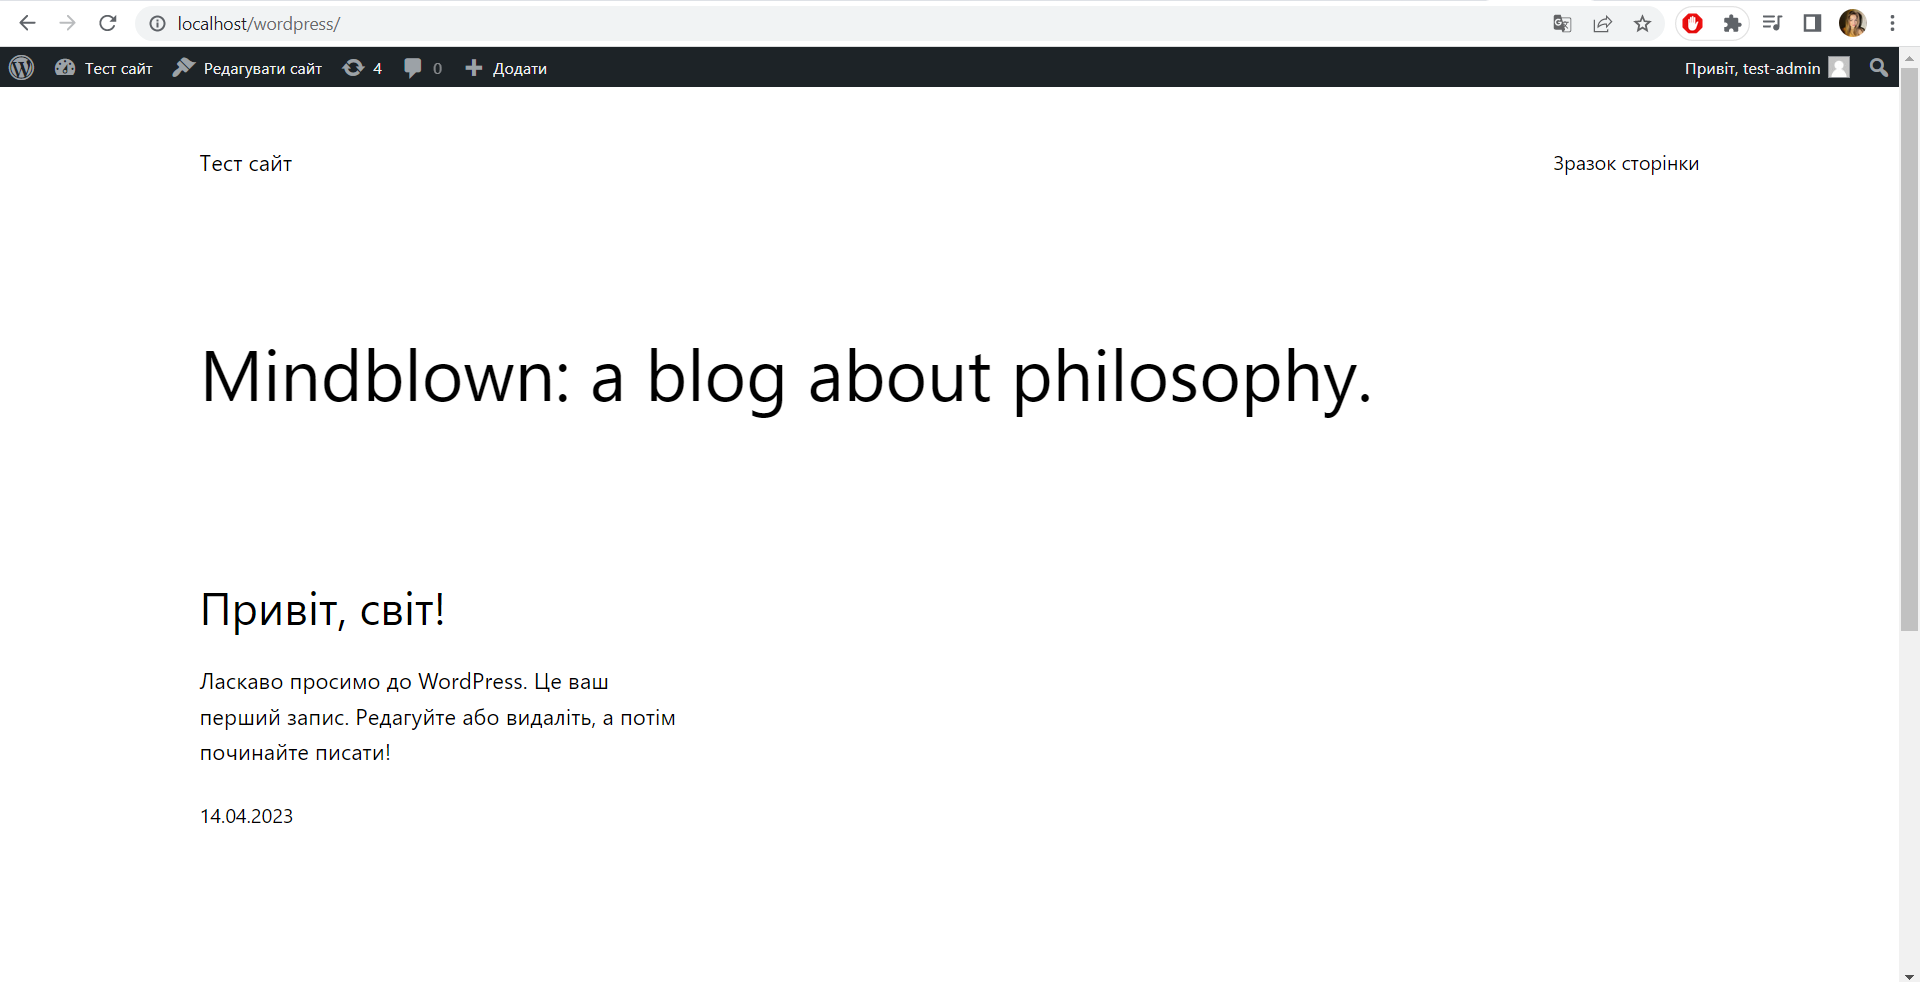 localhost/wordpress/
Тест сайт Редагувати сайт 4 0 Додати Привіт, test-admin
Тест сайт Зразок сторінки
Mindblown: a blog about philosophy.
Привіт, світ!
Ласкаво просимо до WordPress. Це ваш
перший запис. Редагуйте або видаліть, а потім
починайте писати!
14.04.2023